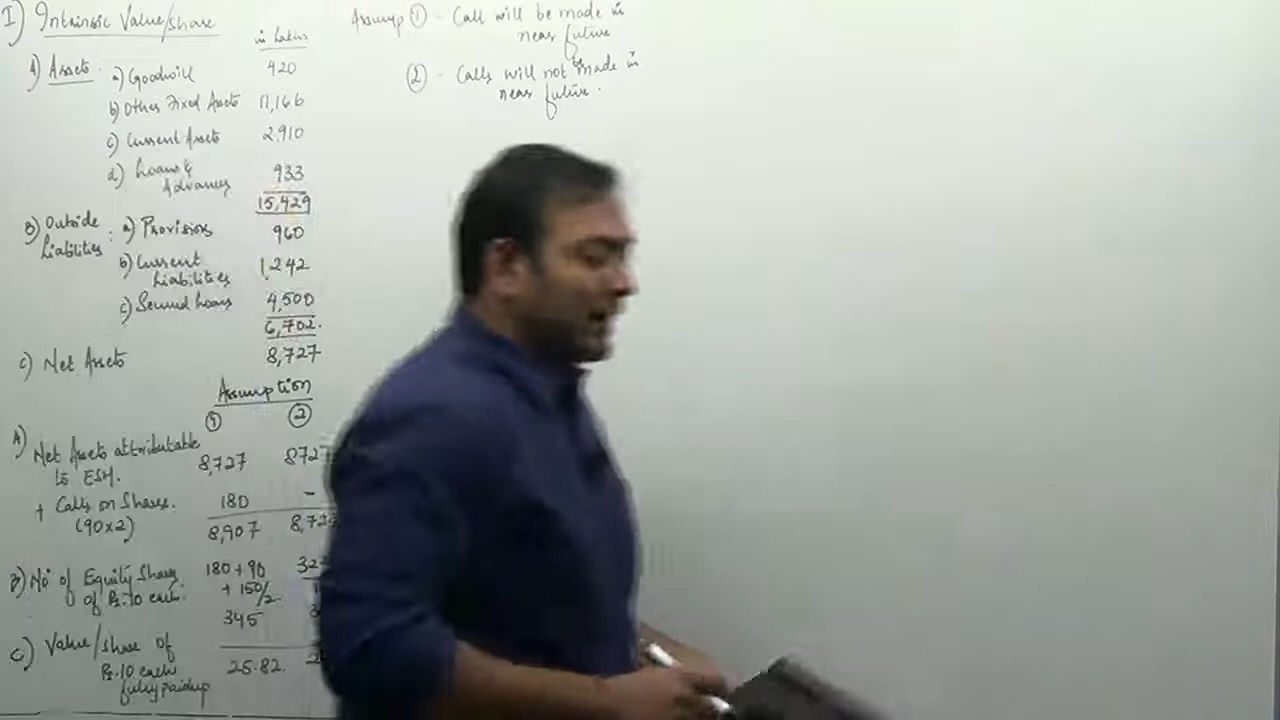 I) Intrinsic Value/share
in Lakhs
A) Assets. a) Goodwill 420
b) Other Fixed Assets 11,166
c) Current Assets 2,910
d) Loans &
Advances 933
15,429
B) Outside
Liabilities : a) Provisions 960
b) Current
Liabilities 1,242
c) Secured Loans 4,500
6,702.
C) Net Assets 8,727
Assumption
① ②
A) Net Assets attributable
to ESH. 8,727 8727
+ Calls on Shares. 180 -
(90x2) 8,907
B) No of Equity Shares 180+90
of Rs.10 each. + 150/2
345
C) Value/share of
Rs.10 each 25.82.
fully paidup
Assump ① - Call will be made in
near future
② - Calls will not be made in
near future.